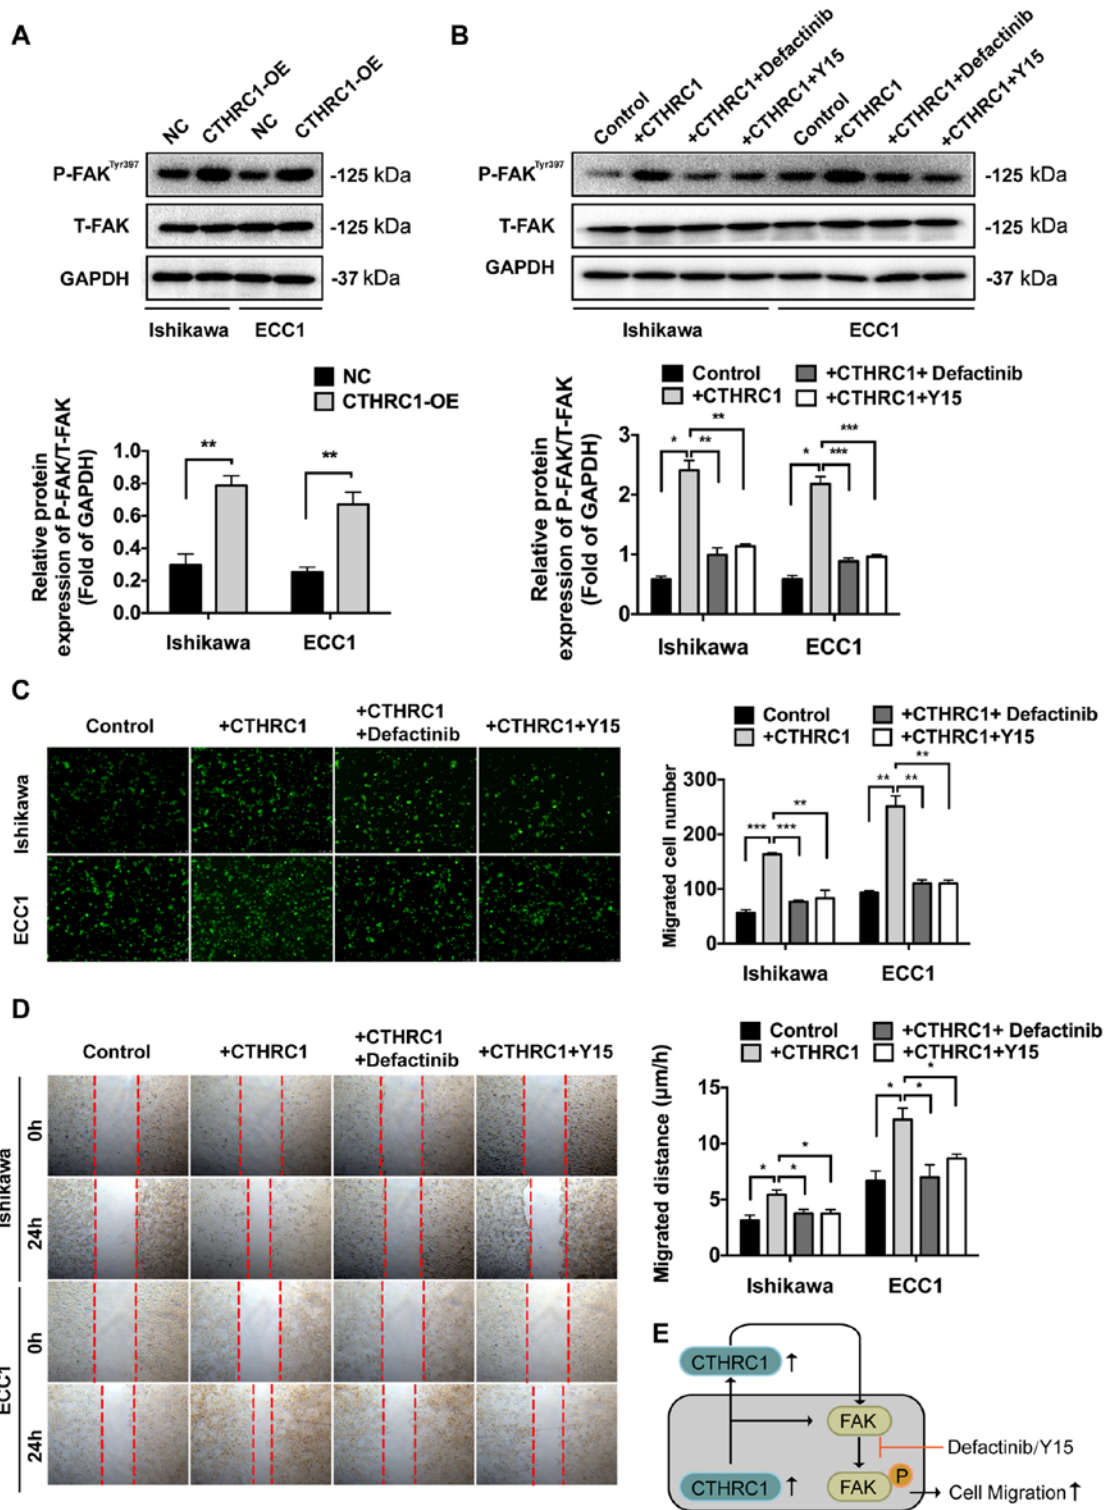 A
NC
CTHRC1-OE
NC
CTHRC1-OE
P-FAK Tyr397
-125 kDa
T-FAK
-125 kDa
GAPDH
-37 kDa
Ishikawa
ECC1
NC
CTHRC1-OE
Relative protein
expression of P-FAK/T-FAK
(Fold of GAPDH)
1.0
0.8
0.6
0.4
0.2
0.0
**
**
Ishikawa
ECC1
B
Control
+CTHRC1
+CTHRC1+Defactinib
+CTHRC1+Y15
Control
+CTHRC1
+CTHRC1+Defactinib
+CTHRC1+Y15
P-FAK Tyr397
-125 kDa
T-FAK
-125 kDa
GAPDH
-37 kDa
Ishikawa
ECC1
Control
+CTHRC1+ Defactinib
+CTHRC1
+CTHRC1+Y15
Relative protein
expression of P-FAK/T-FAK
(Fold of GAPDH)
3
2
1
0
**
* **
***
* ***
Ishikawa
ECC1
C
Control
+CTHRC1
+CTHRC1
+Defactinib
+CTHRC1+Y15
Ishikawa
ECC1
Control
+CTHRC1+ Defactinib
+CTHRC1
+CTHRC1+Y15
Migrated cell number
300
200
100
0
**
*** ***
**
** **
Ishikawa
ECC1
D
Control
+CTHRC1
+CTHRC1
+Defactinib
+CTHRC1+Y15
Ishikawa
0h
24h
ECC1
0h
24h
Control
+CTHRC1+ Defactinib
+CTHRC1
+CTHRC1+Y15
Migrated distance (μm/h)
15
10
5
0
*
* *
*
* *
Ishikawa
ECC1
E
CTHRC1 ↑
FAK
Defactinib/Y15
CTHRC1 ↑
FAK
P
Cell Migration ↑